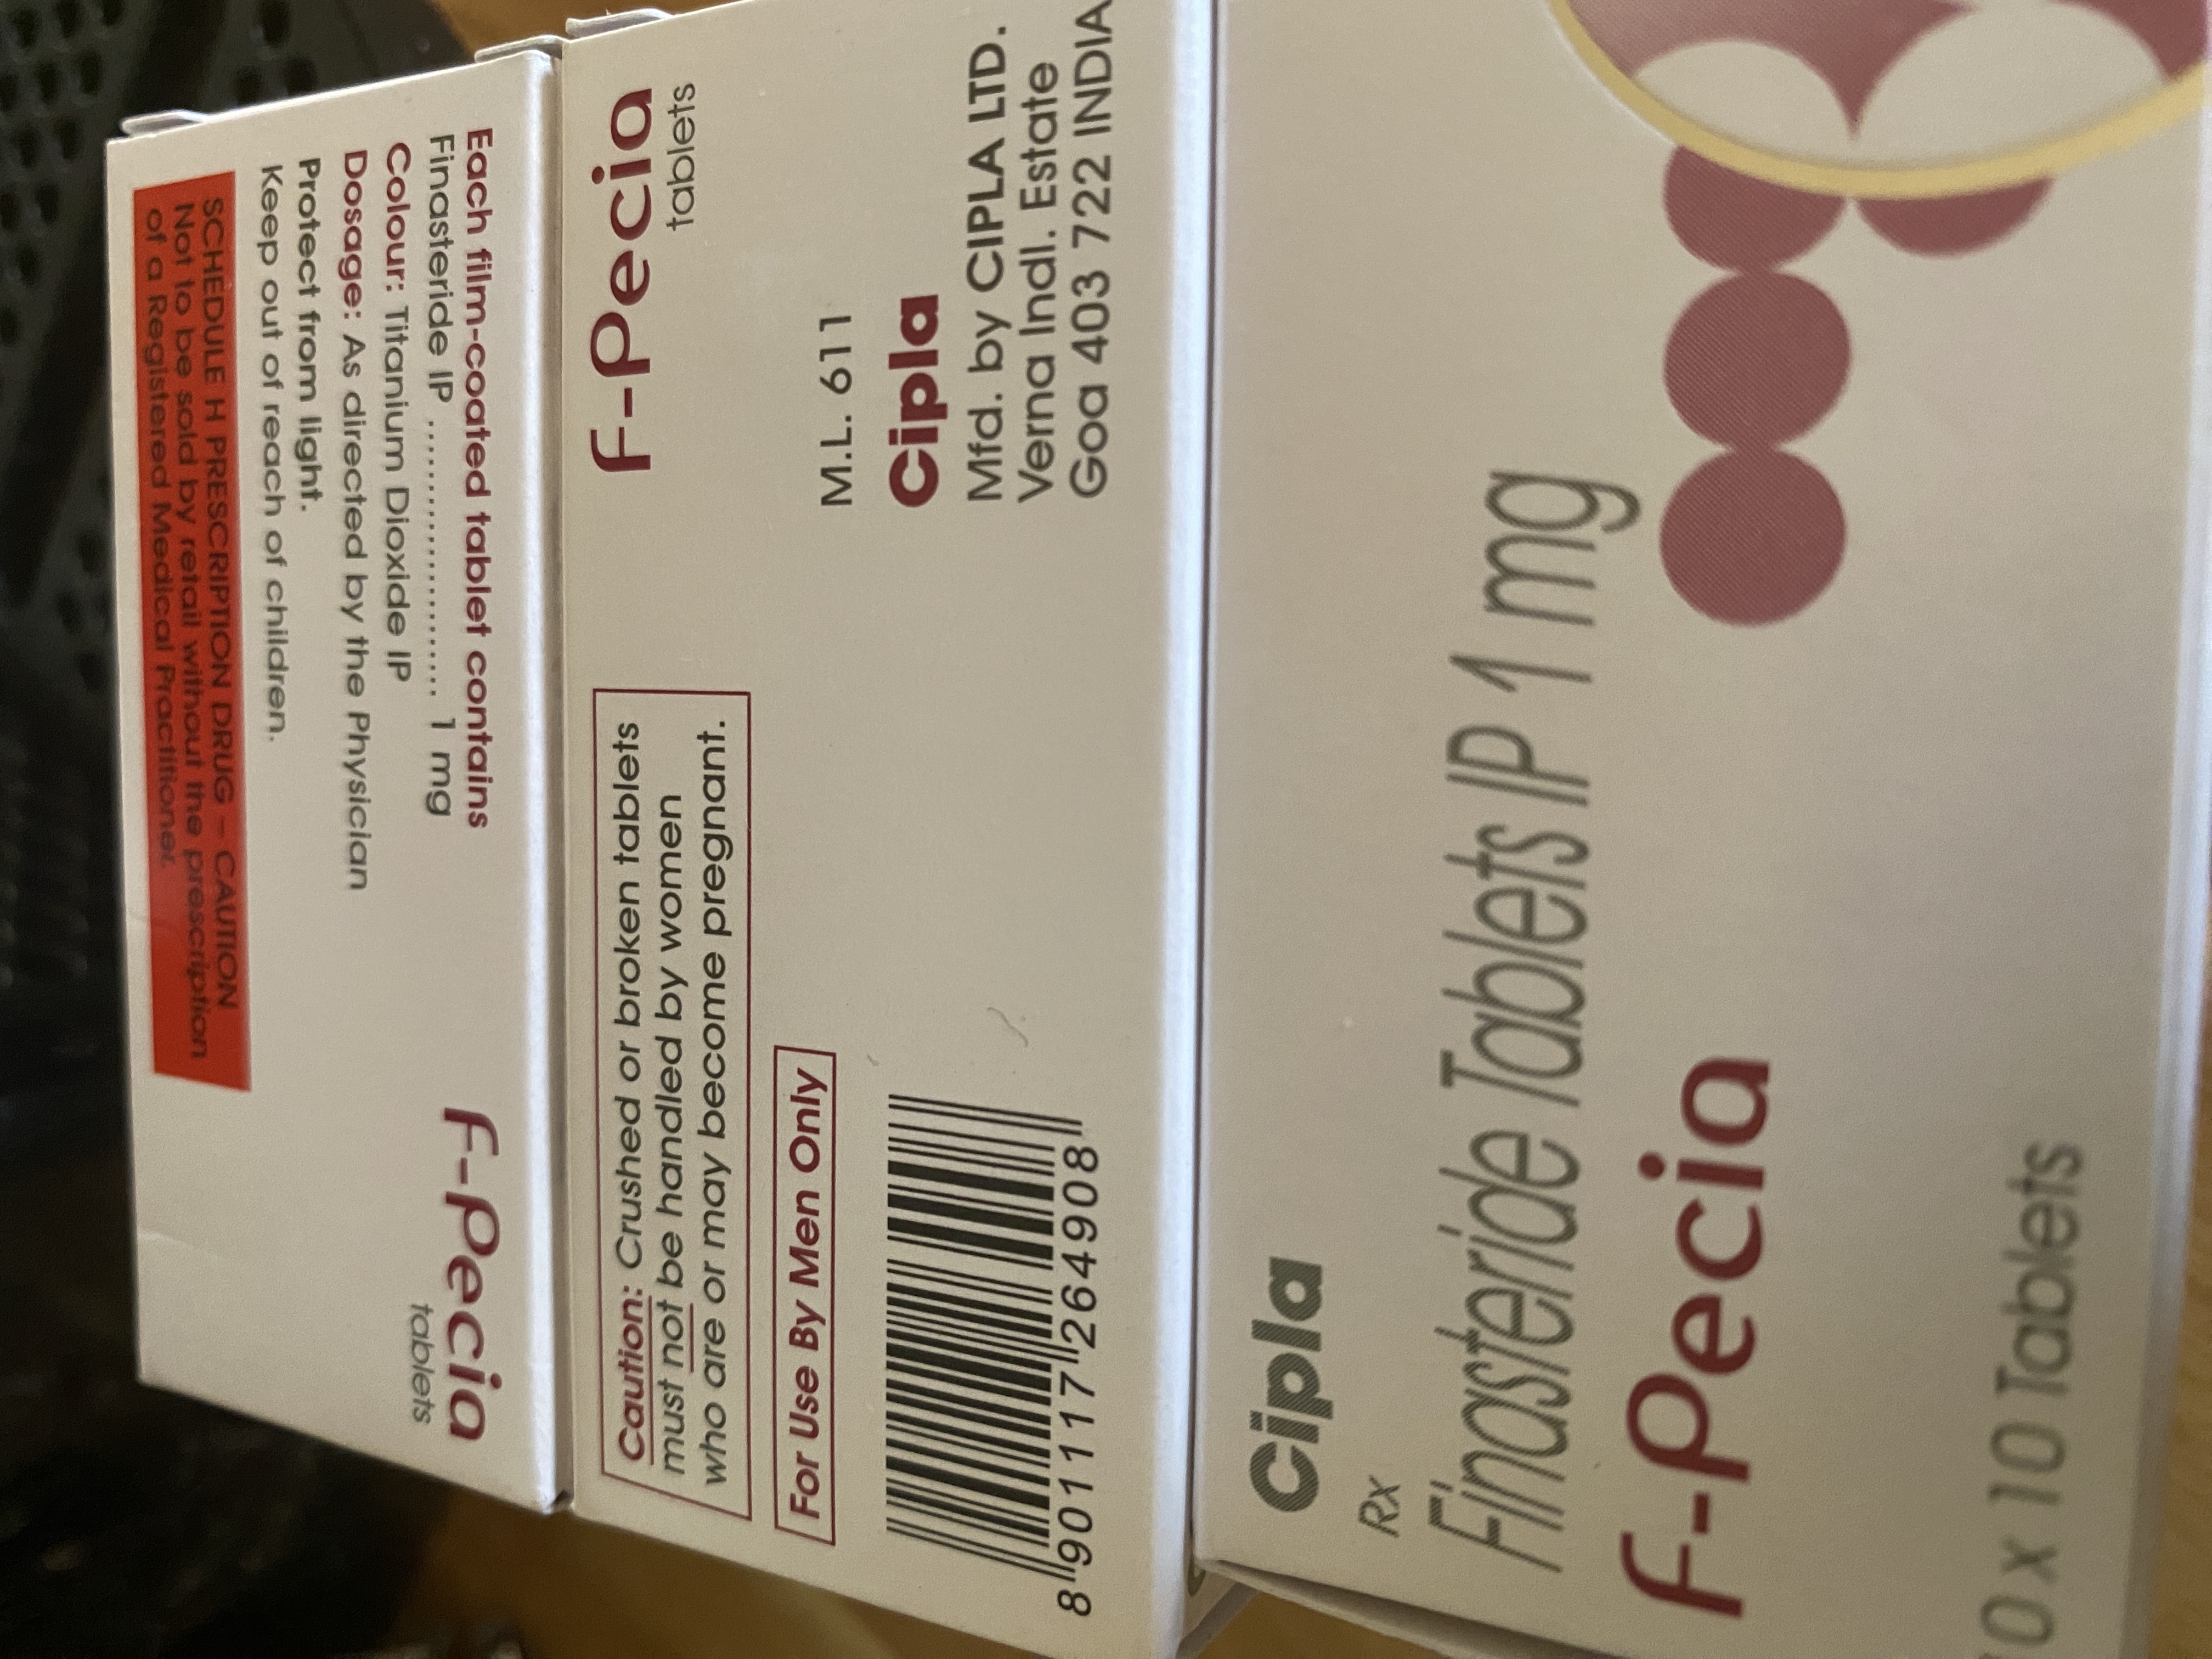 Each film-coated tablet contains
Finasteride IP ........................ 1 mg
Colour: Titanium Dioxide IP
Dosage: As directed by the Physician
Protect from light.
Keep out of reach of children.
SCHEDULE H PRESCRIPTION DRUG – CAUTION
Not to be sold by retail without the prescription
of a Registered Medical Practitioner.
F-Pecia
tablets
Caution: Crushed or broken tablets
must not be handled by women
who are or may become pregnant.
For Use By Men Only
8 901117 264908
F-Pecia
tablets
M.L. 611
Cipla
Mfd. by CIPLA LTD.
Verna Indl. Estate
Goa 403 722 INDIA
Cipla
Rx
Finasteride Tablets IP 1 mg
F-Pecia
0 x 10 Tablets